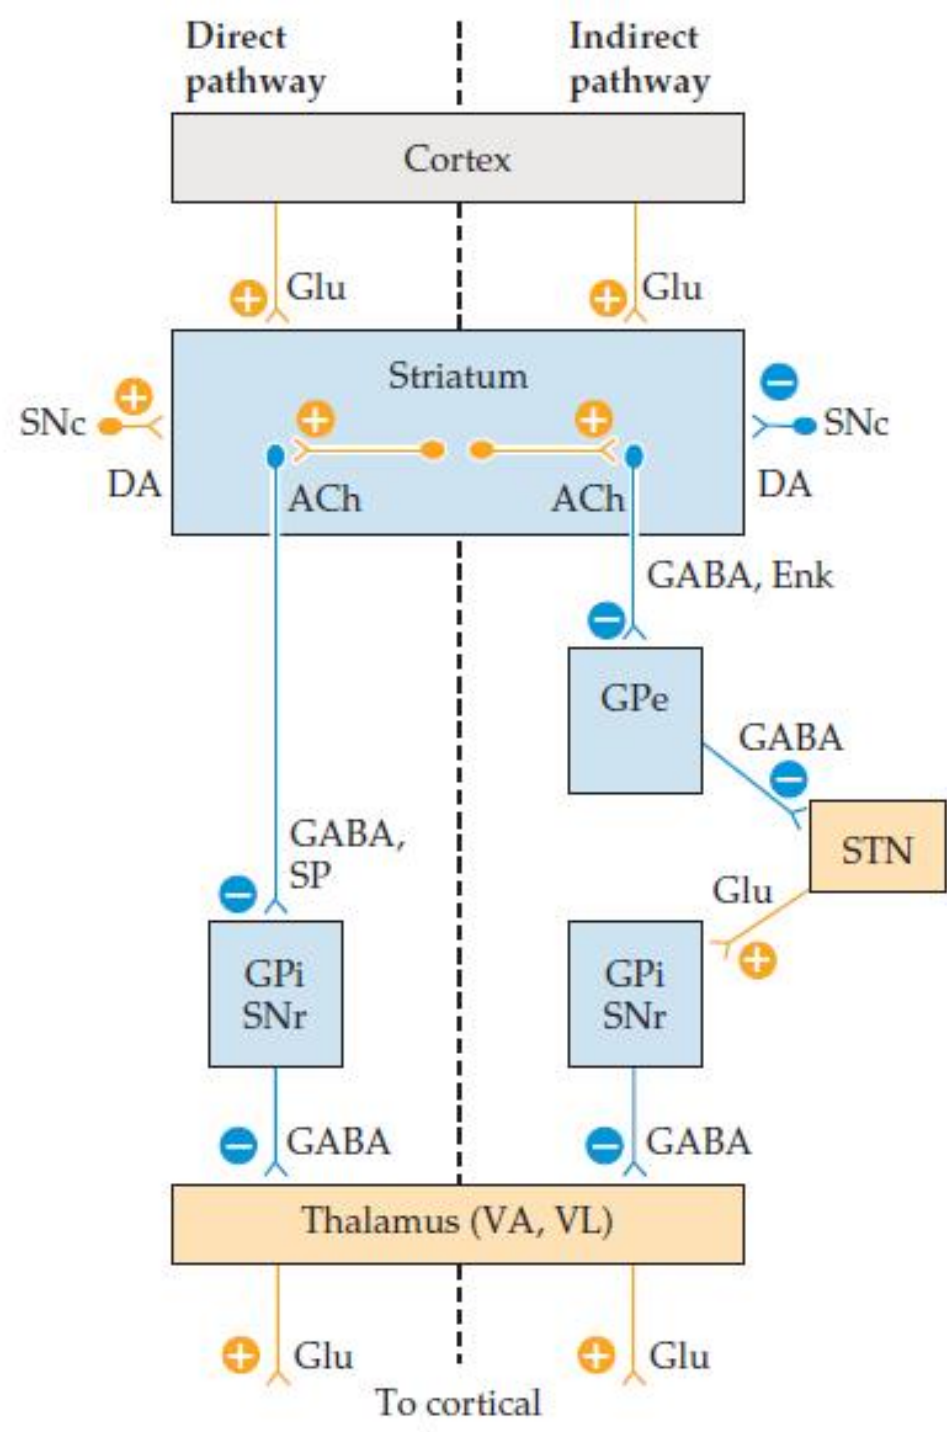 Direct
pathway
Indirect
pathway
Cortex
Glu
Glu
Striatum
SNc
SNc
DA
ACh
ACh
DA
GABA, Enk
GPe
GABA
GABA,
SP
STN
Glu
GPi
SNr
GPi
SNr
GABA
GABA
Thalamus (VA, VL)
Glu
Glu
To cortical